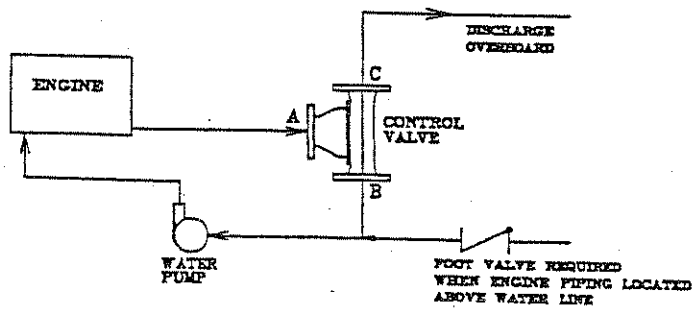 DISCHARGE
OVERBOARD
ENGINE
C
A
CONTROL
VALVE
B
WATER
PUMP
FOOT VALVE REQUIRED
WHEN ENGINE PIPING LOCATED
ABOVE WATER LINE